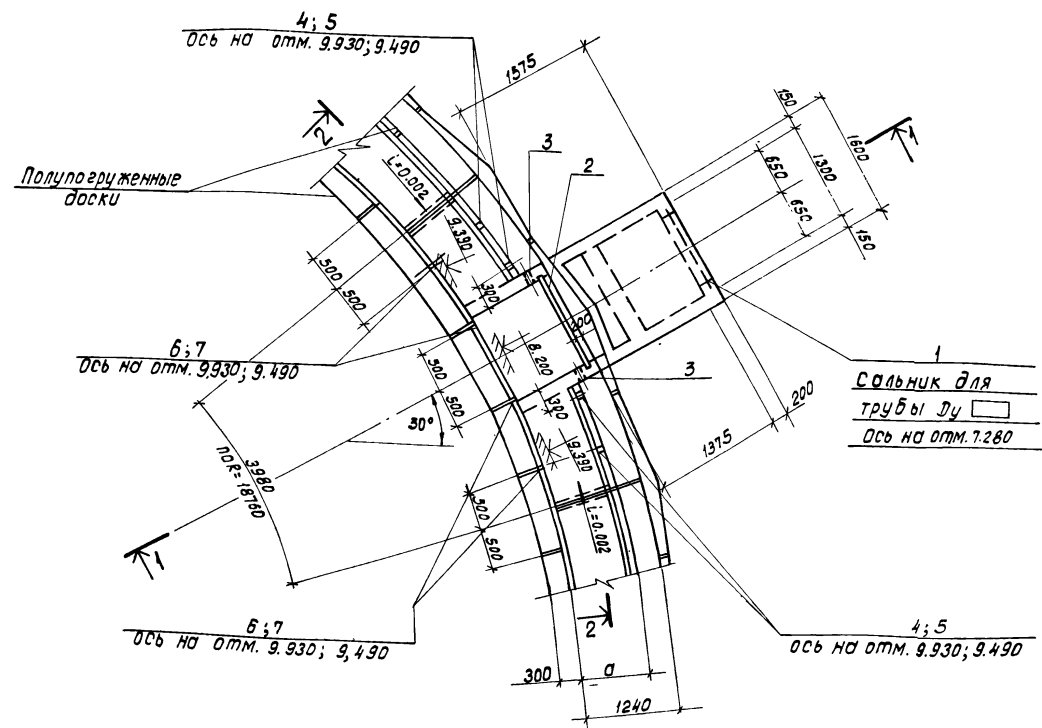 4; 5
Ось на отм. 9.930; 9.490
1575
150
1600
1300
650
650
150
1
2
3
2
i=0.002
Полупогруженные
доски
9.390
500
500
300
200
8.200
6; 7
Ось на отм. 9.930; 9.490
500
500
30°
300
3
1
Сальник для
трубы Ду
Ось на отм. 7.280
200
1375
3980
по R= 18760
9.390
i=0.002
500
500
1
6; 7
Ось на отм. 9.930; 9,490
2
4; 5
Ось на отм. 9.930; 9.490
300
а
1240